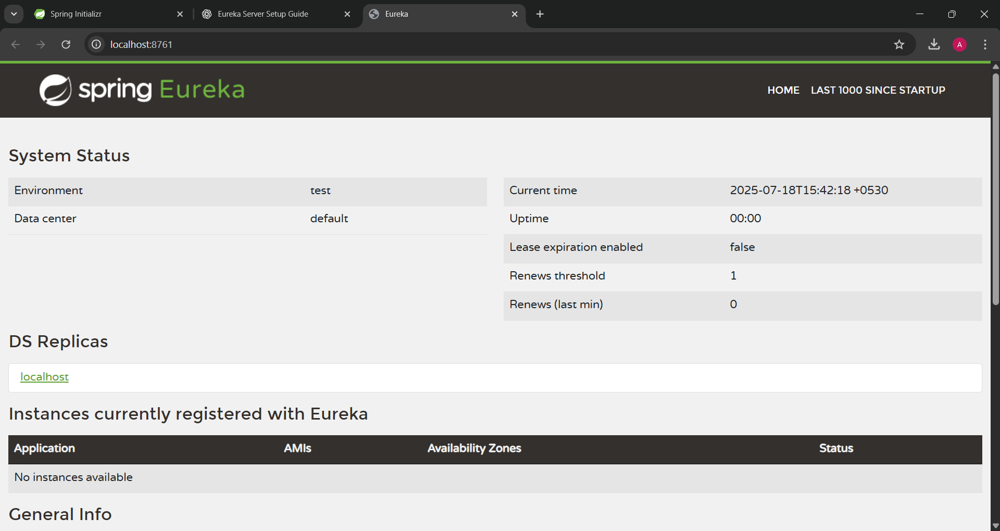 Spring Initializr
Eureka Server Setup Guide
Eureka
localhost:8761
A
spring Eureka
HOME LAST 1000 SINCE STARTUP
System Status
Environment test
Data center default
Current time 2025-07-18T15:42:18 +0530
Uptime 00:00
Lease expiration enabled false
Renews threshold 1
Renews (last min) 0
DS Replicas
localhost
Instances currently registered with Eureka
Application AMIs Availability Zones Status
No instances available
General Info